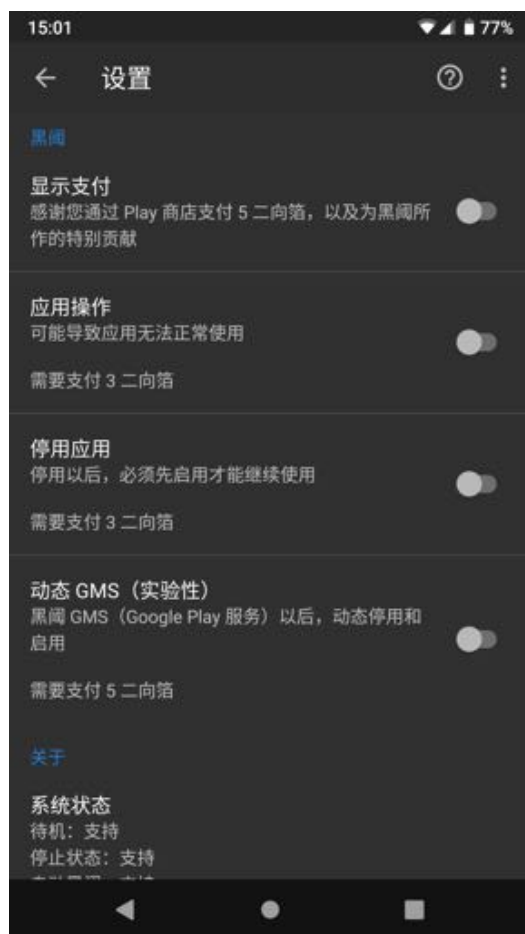 15:01
77%
设置
黑阈
显示支付
感谢您通过 Play 商店支付 5 二向箔，以及为黑阈所
作的特别贡献
应用操作
可能导致应用无法正常使用
需要支付 3 二向箔
停用应用
停用以后，必须先启用才能继续使用
需要支付 3 二向箔
动态 GMS（实验性）
黑阈 GMS（Google Play 服务）以后，动态停用和
启用
需要支付 5 二向箔
关于
系统状态
待机：支持
停止状态：支持